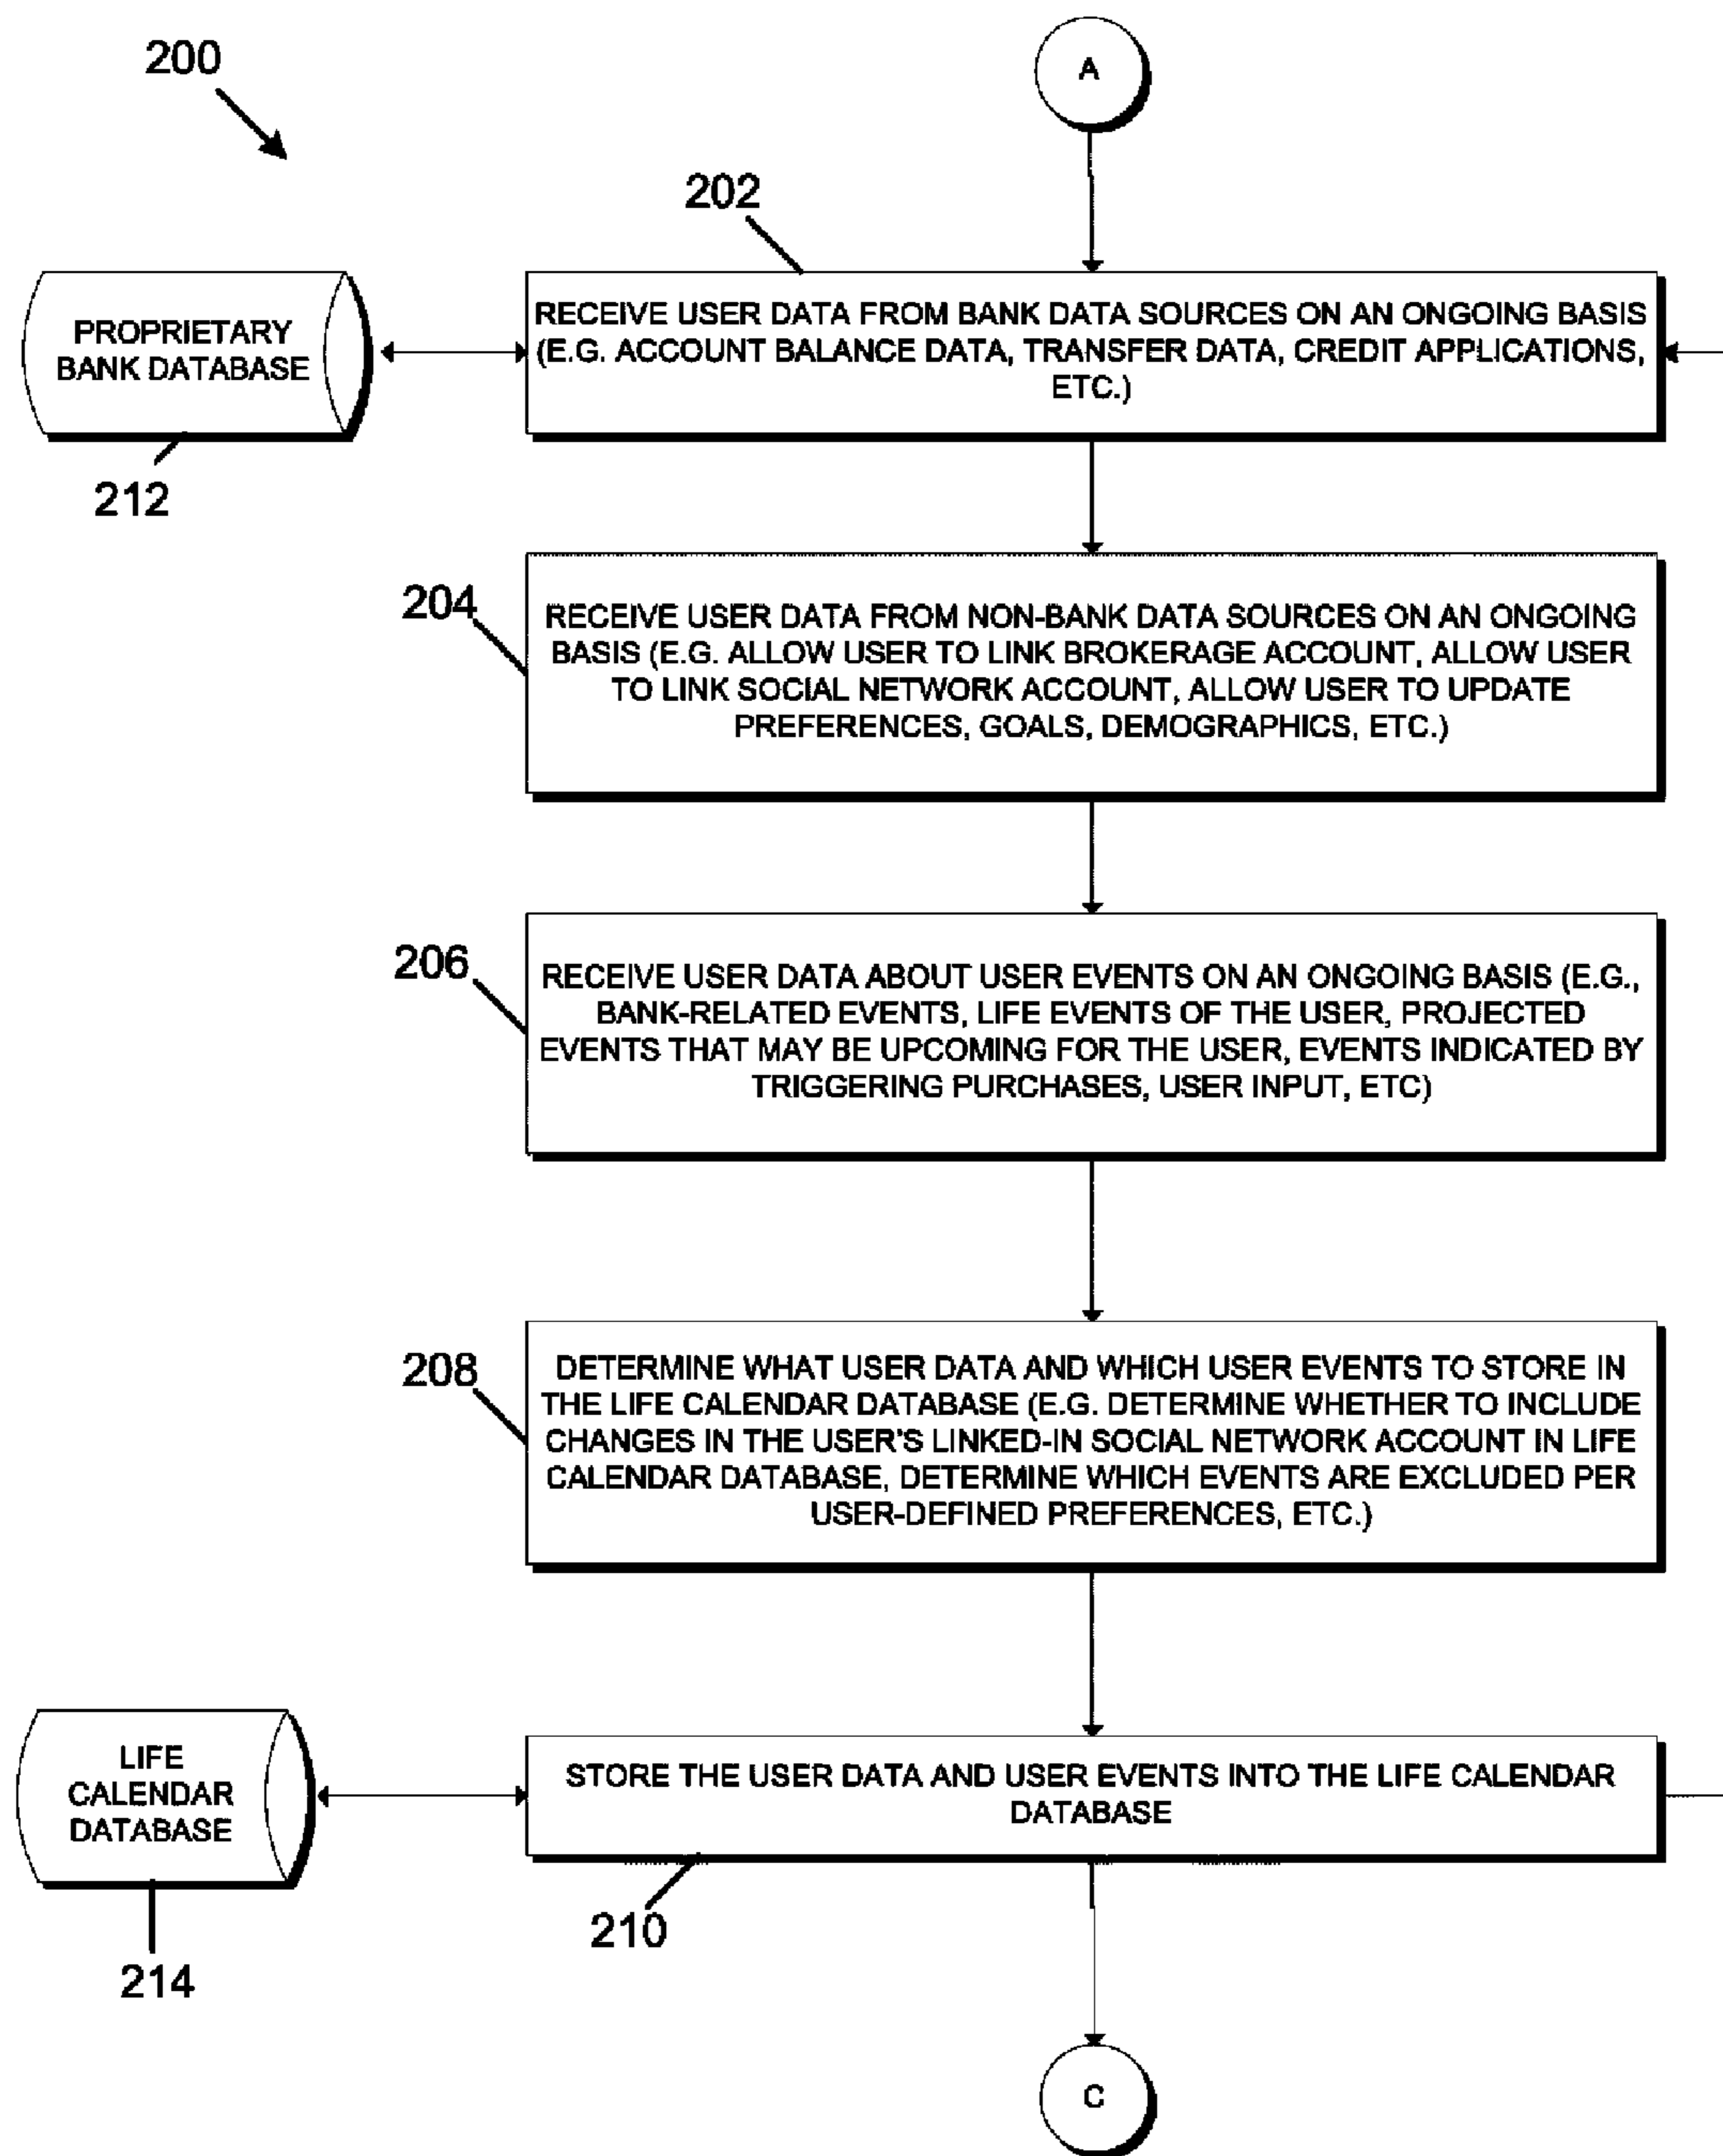 200
A
202
PROPRIETARY
BANK DATABASE
212
RECEIVE USER DATA FROM BANK DATA SOURCES ON AN ONGOING BASIS
(E.G. ACCOUNT BALANCE DATA, TRANSFER DATA, CREDIT APPLICATIONS,
ETC.)
204
RECEIVE USER DATA FROM NON-BANK DATA SOURCES ON AN ONGOING
BASIS (E.G. ALLOW USER TO LINK BROKERAGE ACCOUNT, ALLOW USER
TO LINK SOCIAL NETWORK ACCOUNT, ALLOW USER TO UPDATE
PREFERENCES, GOALS, DEMOGRAPHICS, ETC.)
206
RECEIVE USER DATA ABOUT USER EVENTS ON AN ONGOING BASIS (E.G.,
BANK-RELATED EVENTS, LIFE EVENTS OF THE USER, PROJECTED
EVENTS THAT MAY BE UPCOMING FOR THE USER, EVENTS INDICATED BY
TRIGGERING PURCHASES, USER INPUT, ETC)
208
DETERMINE WHAT USER DATA AND WHICH USER EVENTS TO STORE IN
THE LIFE CALENDAR DATABASE (E.G. DETERMINE WHETHER TO INCLUDE
CHANGES IN THE USER'S LINKED-IN SOCIAL NETWORK ACCOUNT IN LIFE
CALENDAR DATABASE, DETERMINE WHICH EVENTS ARE EXCLUDED PER
USER-DEFINED PREFERENCES, ETC.)
LIFE
CALENDAR
DATABASE
214
STORE THE USER DATA AND USER EVENTS INTO THE LIFE CALENDAR
DATABASE
210
C